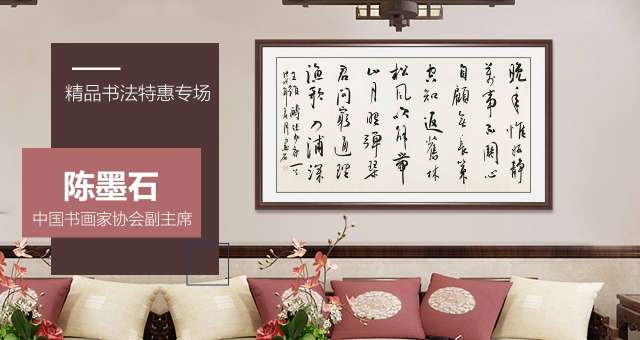 精品书法特惠专场
陈墨石
中国书画家协会副主席
晚年惟好静
萬事不關心
自顧無長策
空知返舊林
松風吹解帶
山月照彈琴
君問窮通理
漁歌入浦深